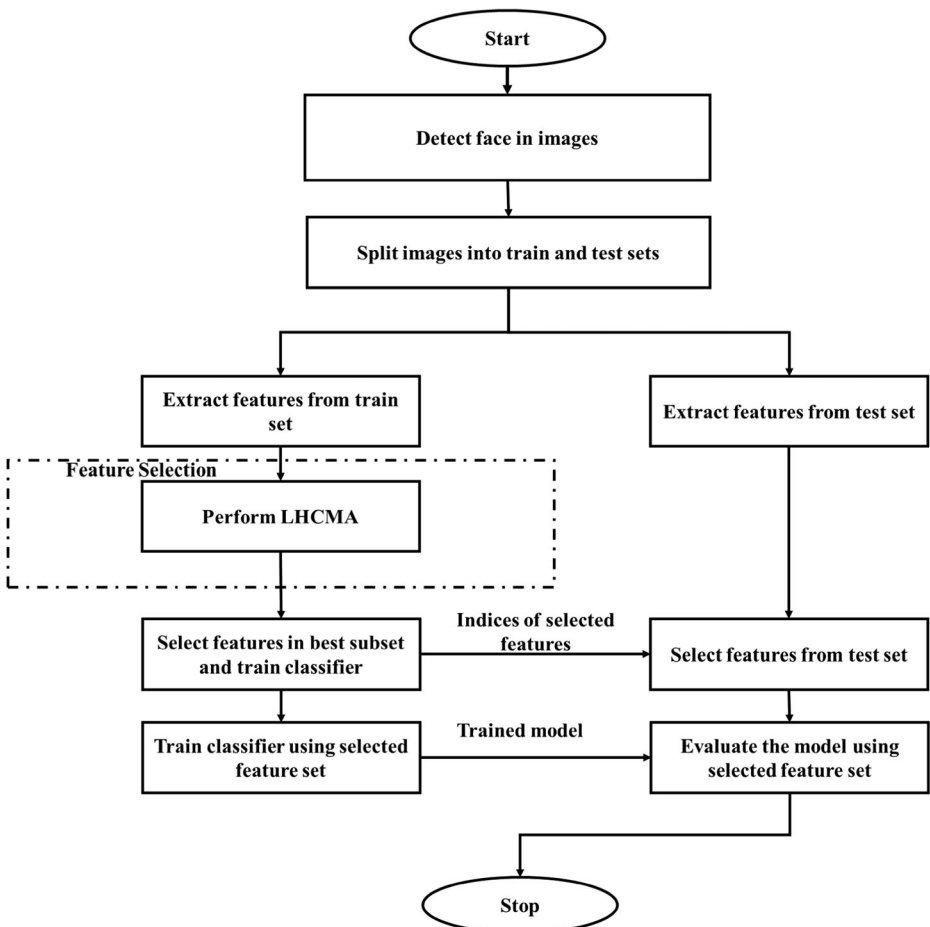 Start
Detect face in images
Split images into train and test sets
Extract features from train
set
Extract features from test set
Feature Selection
Perform LHCMA
Select features in best subset
and train classifier
Indices of selected
features
Select features from test set
Train classifier using selected
feature set
Trained model
Evaluate the model using
selected feature set
Stop